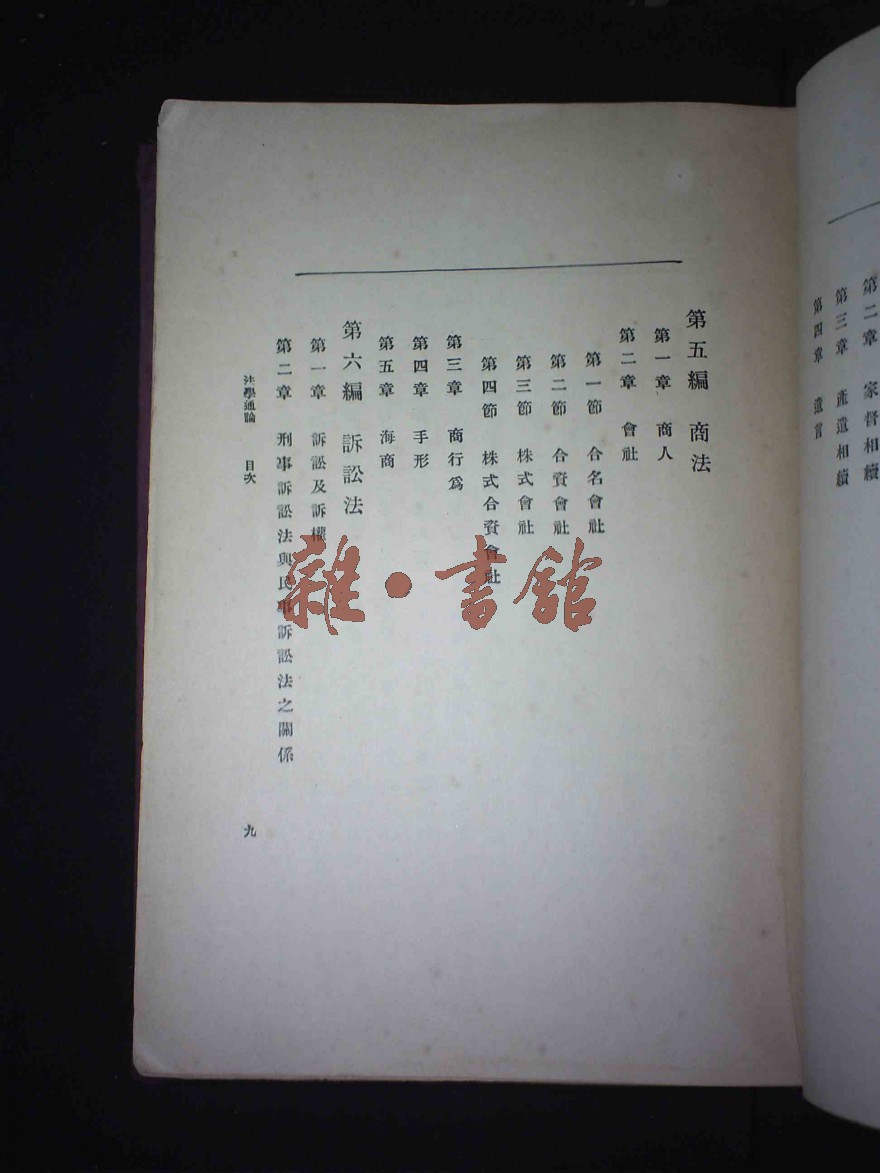 第二章 家督相續
第三章 產遺相續
第四章 遺言
第五編 商法
第一章 商人
第二章 會社
第一節 合名會社
第二節 合資會社
第三節 株式會社
第四節 株式合資會社
第三章 商行為
第四章 手形
第五章 海商
第六編 訴訟法
第一章 訴訟及訴權
第二章 刑事訴訟法與民事訴訟法之關係
法學通論 目次 九
雜·書館